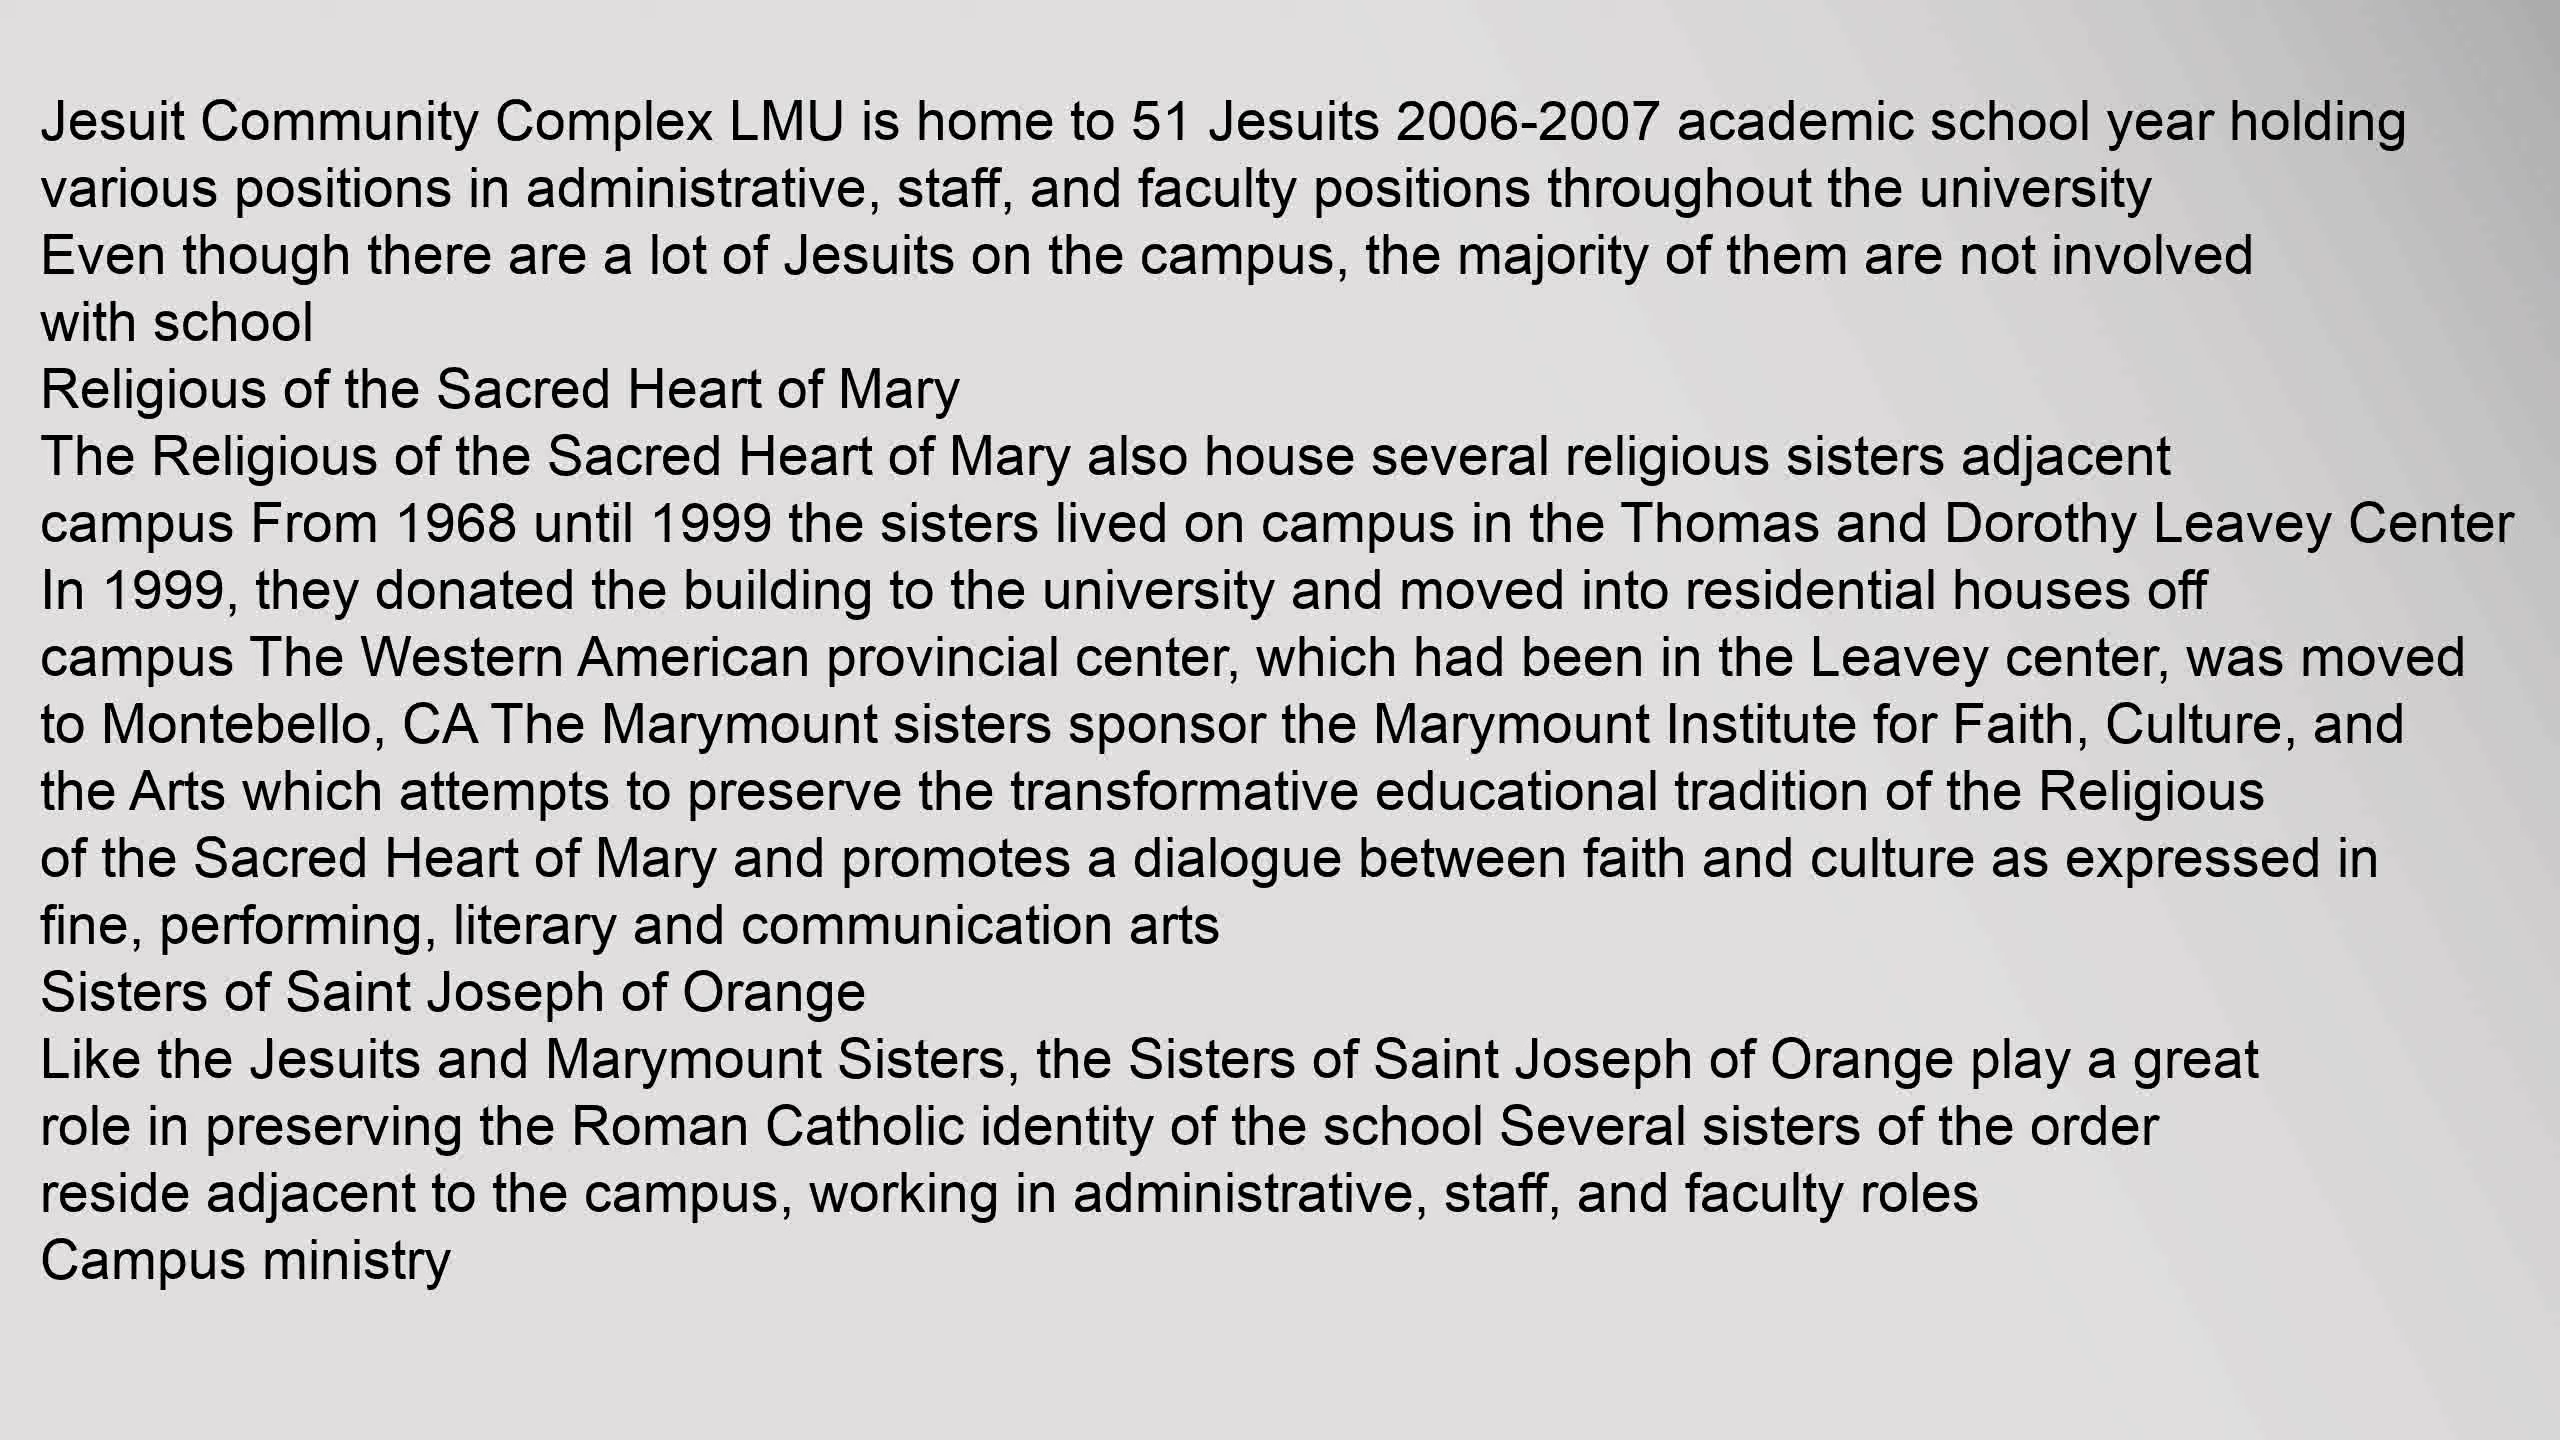 Jesuit Community Complex LMU is home to 51 Jesuits 2006-2007 academic school year holding
various positions in administrative, staff, and faculty positions throughout the university
Even though there are a lot of Jesuits on the campus, the majority of them are not involved
with school
Religious of the Sacred Heart of Mary
The Religious of the Sacred Heart of Mary also house several religious sisters adjacent
campus From 1968 until 1999 the sisters lived on campus in the Thomas and Dorothy Leavey Center
In 1999, they donated the building to the university and moved into residential houses off
campus The Western American provincial center, which had been in the Leavey center, was moved
to Montebello, CA The Marymount sisters sponsor the Marymount Institute for Faith, Culture, and
the Arts which attempts to preserve the transformative educational tradition of the Religious
of the Sacred Heart of Mary and promotes a dialogue between faith and culture as expressed in
fine, performing, literary and communication arts
Sisters of Saint Joseph of Orange
Like the Jesuits and Marymount Sisters, the Sisters of Saint Joseph of Orange play a great
role in preserving the Roman Catholic identity of the school Several sisters of the order
reside adjacent to the campus, working in administrative, staff, and faculty roles
Campus ministry